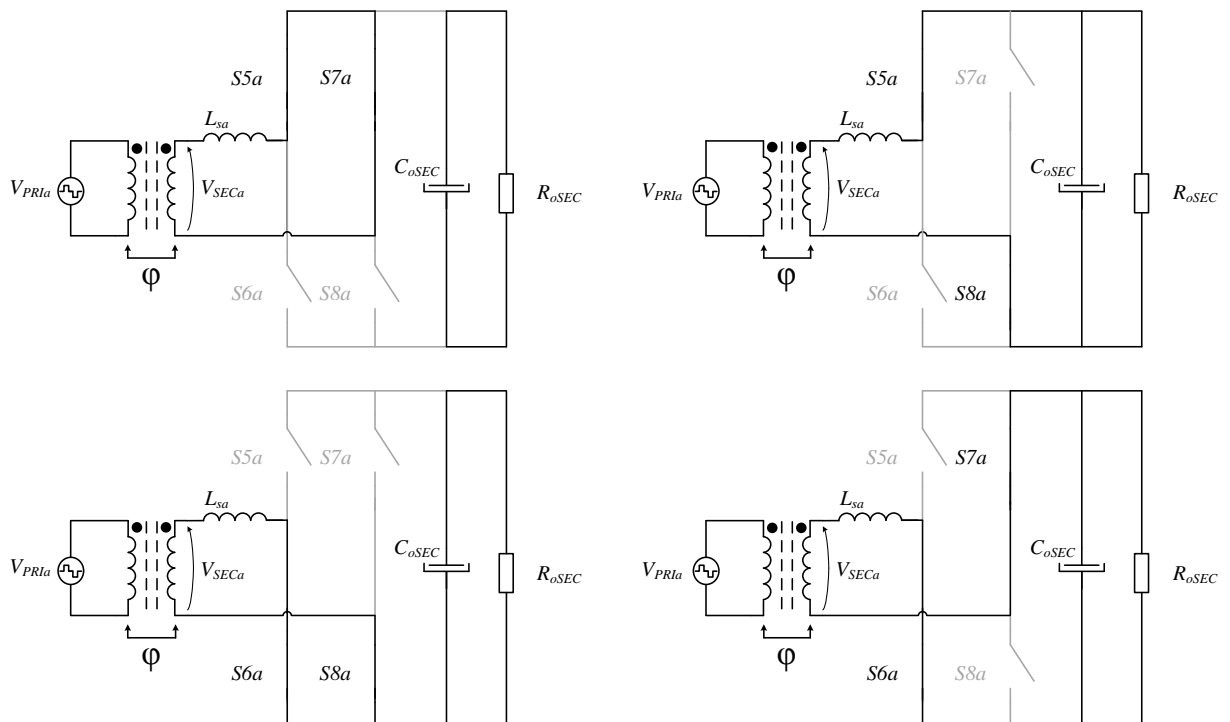 S5a S7a
L_sa
C_oSEC
V_PRIa V_SECa R_oSEC
φ
S6a S8a
S5a S7a
L_sa
C_oSEC
V_PRIa V_SECa R_oSEC
φ
S6a S8a
S5a S7a
L_sa
C_oSEC
V_PRIa V_SECa R_oSEC
φ
S6a S8a
S5a S7a
L_sa
C_oSEC
V_PRIa V_SECa R_oSEC
φ
S6a S8a